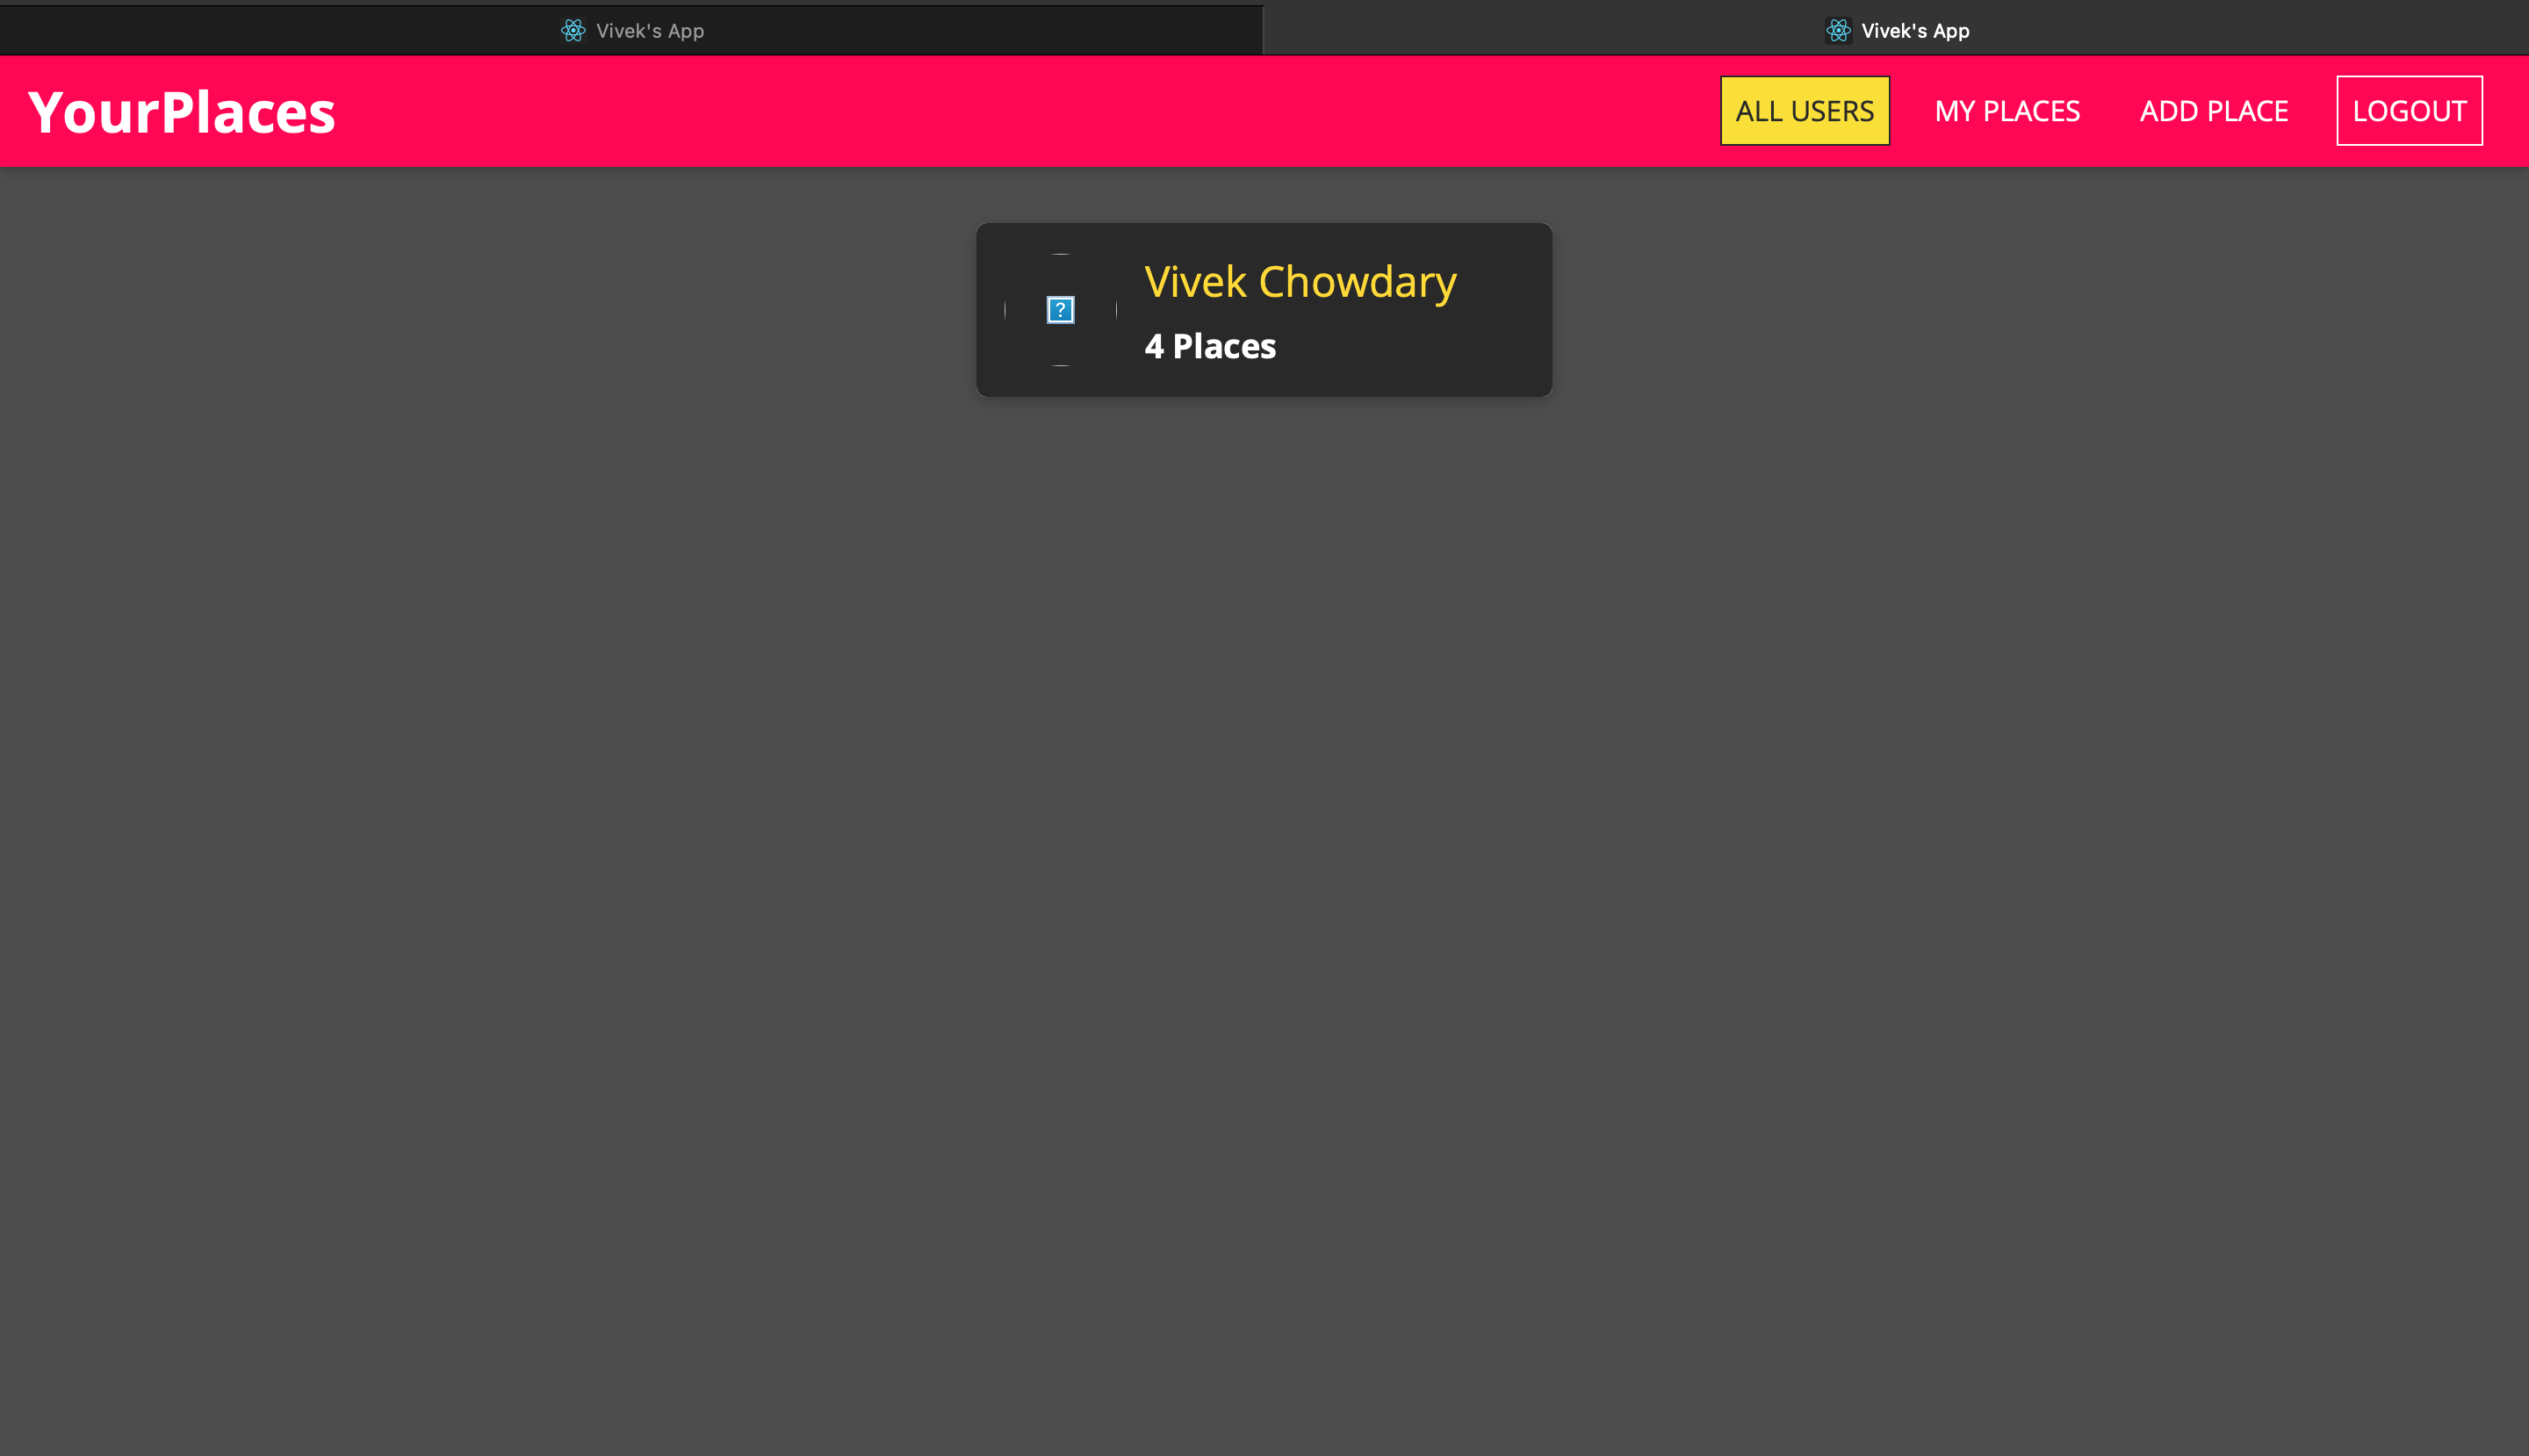 Vivek's App
Vivek's App
YourPlaces
ALL USERS
MY PLACES
ADD PLACE
LOGOUT
?
Vivek Chowdary
4 Places